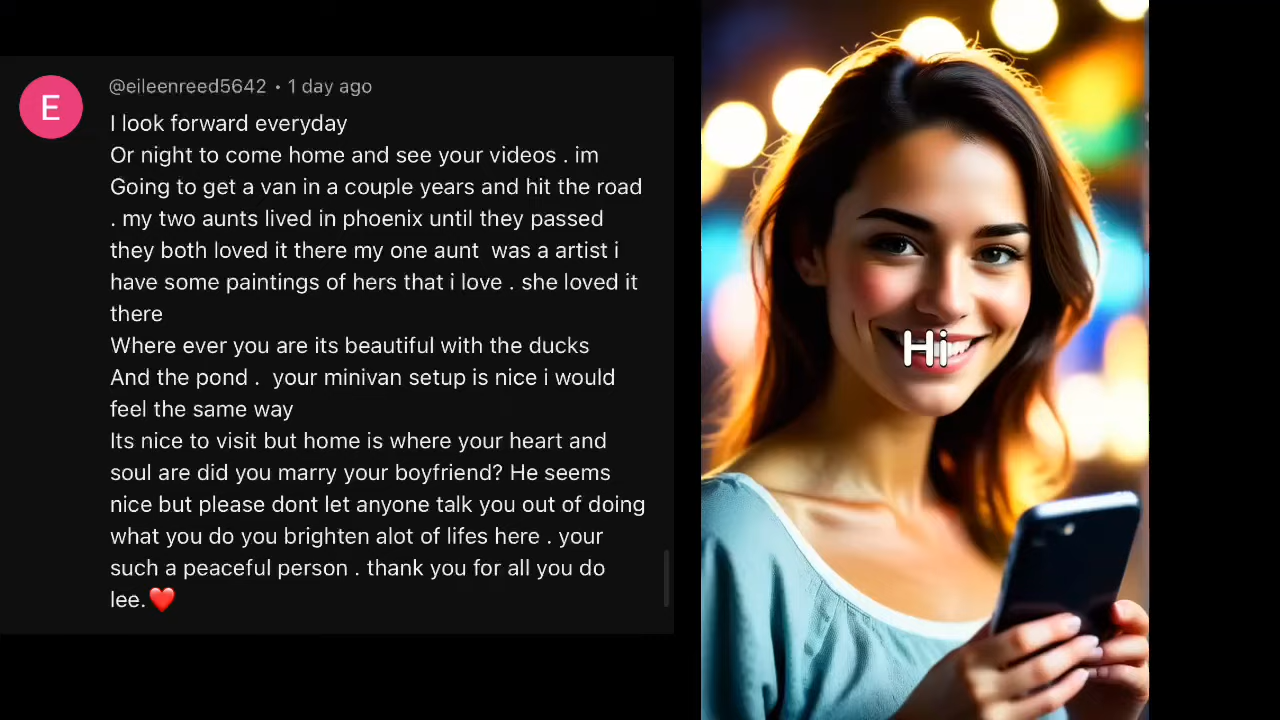 E
@eileenreed5642 • 1 day ago
I look forward everyday
Or night to come home and see your videos . im
Going to get a van in a couple years and hit the road
. my two aunts lived in phoenix until they passed
they both loved it there my one aunt  was a artist i
have some paintings of hers that i love . she loved it
there
Where ever you are its beautiful with the ducks
And the pond .  your minivan setup is nice i would
feel the same way
Its nice to visit but home is where your heart and
soul are did you marry your boyfriend? He seems
nice but please dont let anyone talk you out of doing
what you do you brighten alot of lifes here . your
such a peaceful person . thank you for all you do
lee.❤️
Hi